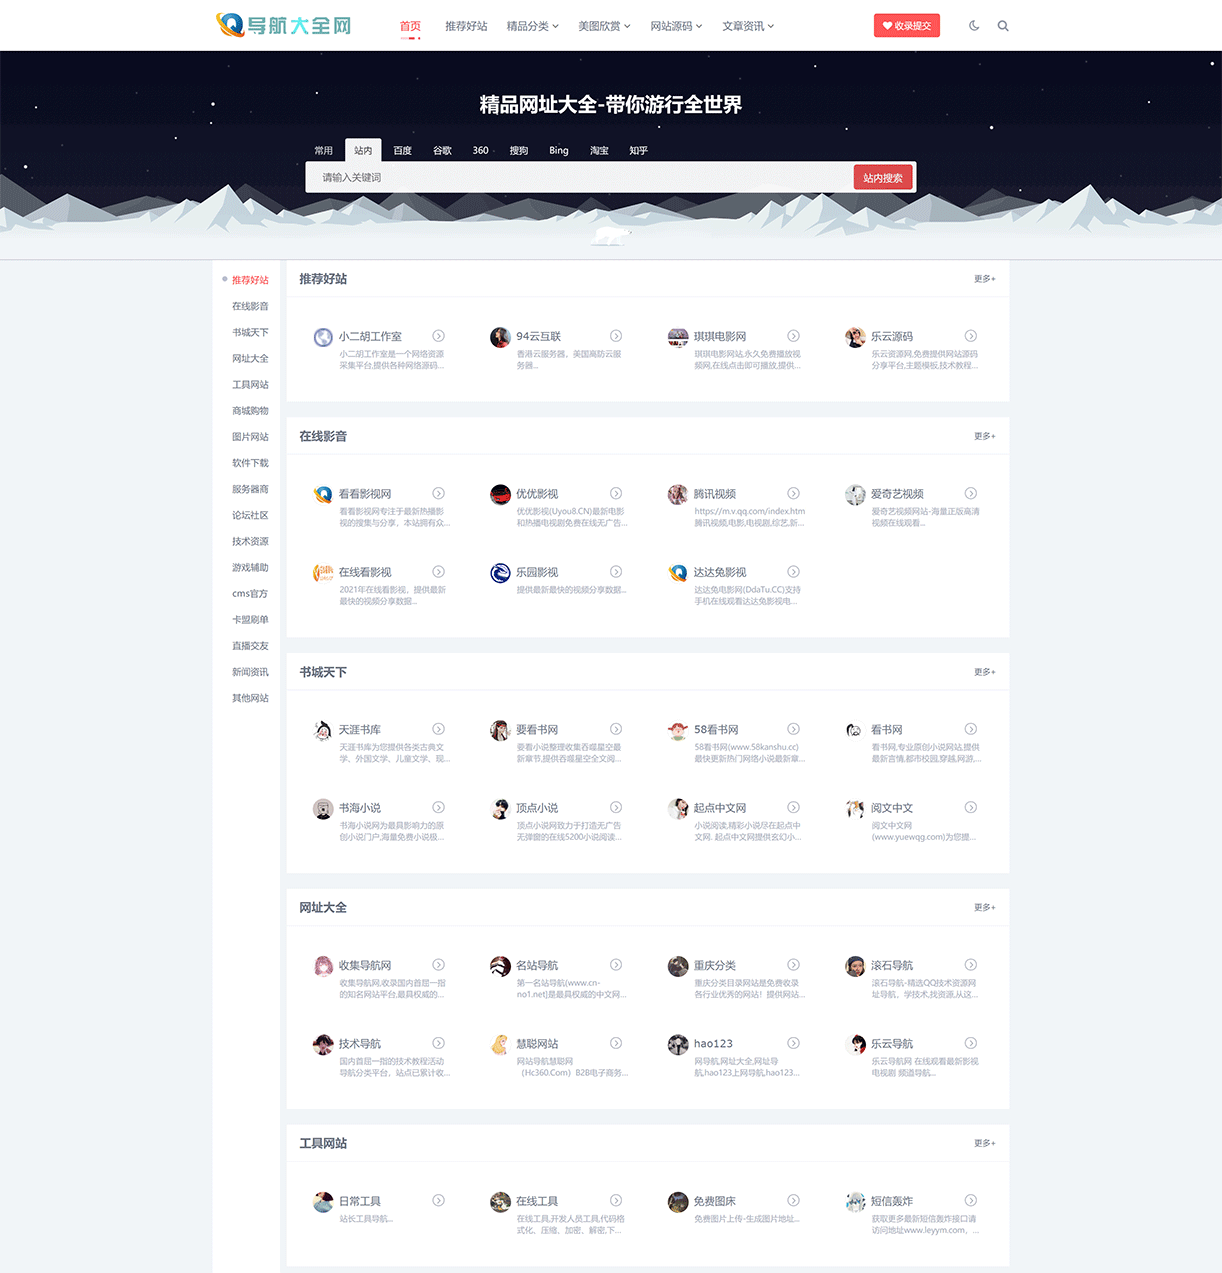 导航大全网
首页
推荐好站
精品分类
美图欣赏
网站源码
文章资讯
收录提交
精品网址大全-带你游行全世界
常用
站内
百度
谷歌
360
搜狗
Bing
淘宝
知乎
请输入关键词
站内搜索
推荐好站
在线影音
书城天下
网址大全
工具网站
商城购物
图片网站
软件下载
服务器商
论坛社区
技术资源
游戏辅助
cms官方
卡盟刷单
直播交友
新闻资讯
其他网站
推荐好站
更多+
小二胡工作室
小二胡工作室是一个网络资源
采集平台,提供各种网络源码...
94云互联
香港云服务器，美国高防云服
务器...
琪琪电影网
琪琪电影网站,永久免费播放视
频网,在线点击即可播放,提供...
乐云源码
乐云资源网,免费提供网站源码
分享平台,主题模板,技术教程...
在线影音
更多+
看看影视网
看看影视网专注于最新热播影
视的搜集与分享，本站拥有众...
优优影视
优优影视(Uyou8.CN)最新电影
和热播电视剧免费在线无广告...
腾讯视频
https://m.v.qq.com/index.htm
腾讯视频,电影,电视剧,综艺,新...
爱奇艺视频
爱奇艺视频网站-海量正版高清
视频在线观看...
在线看影视
2021年在线看影视，提供最新
最快的视频分享数据...
乐园影视
提供最新最快的视频分享数据...
达达兔影视
达达兔电影网(DdaTu.CC)支持
手机在线观看达达兔影视电...
书城天下
更多+
天涯书库
天涯书库为您提供各类古典文
学、外国文学、儿童文学、现...
要看书网
要看小说整理收集吞噬星空最
新章节,提供吞噬星空全文阅...
58看书网
58看书网(www.58kanshu.cc)
最快更新热门网络小说最新章...
看书网
看书网,专业原创小说网站,提供
最新言情,都市校园,穿越,网游,...
书海小说
书海小说网为最具影响力的原
创小说门户,海量免费小说极...
顶点小说
顶点小说网致力于打造无广告
无弹窗的在线5200小说阅读...
起点中文网
小说阅读,精彩小说尽在起点中
文网. 起点中文网提供玄幻小...
阅文中文
阅文中文网
(www.yuewqg.com)为您提...
网址大全
更多+
收集导航网
收集导航网,收录国内首屈一指
的知名网站平台,最具权威的...
名站导航
第一名站导航(www.cn-
no1.net)是最具权威的中文网...
重庆分类
重庆分类目录网站是免费收录
各行业优秀的网站！提供网站...
滚石导航
滚石导航-精选QQ技术资源网
址导航，学技术,找资源,从这...
技术导航
国内首屈一指的技术教程活动
导航分类平台，站点已累计收...
慧聪网站
网站导航慧聪网
（Hc360.Com）B2B电子商务...
hao123
网导航,网址大全,网址导
航,hao123上网导航,hao123...
乐云导航
乐云导航网 在线观看最新影视
电视剧 频道导航...
工具网站
更多+
日常工具
站长工具导航...
在线工具
在线工具,开发人员工具,代码格
式化、压缩、加密、解密,下...
免费图床
免费图片上传-生成图片地址...
短信轰炸
获取更多最新短信轰炸接口请
访问地址www.leyym.com，...